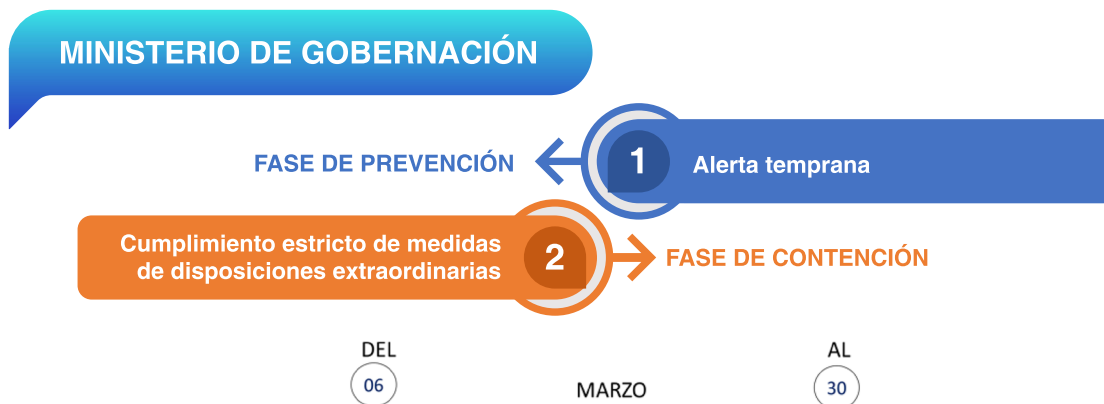 MINISTERIO DE GOBERNACIÓN
FASE DE PREVENCIÓN
1
Alerta temprana
Cumplimiento estricto de medidas
de disposiciones extraordinarias
2
FASE DE CONTENCIÓN
DEL
AL
06
MARZO
30